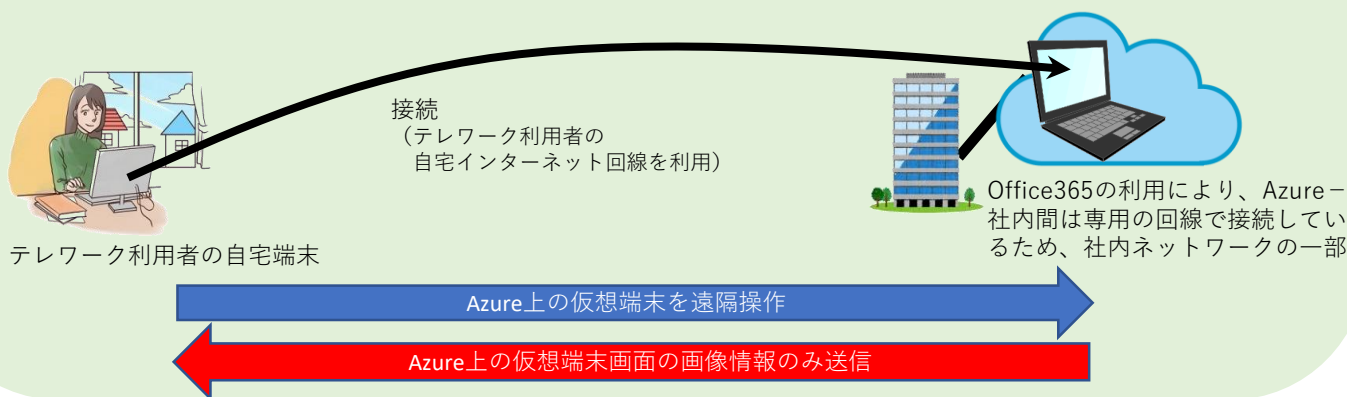 接続
(テレワーク利用者の
自宅インターネット回線を利用)
Office365の利用により、Azure-
社内間は専用の回線で接続してい
るため、社内ネットワークの一部
テレワーク利用者の自宅端末
Azure上の仮想端末を遠隔操作
Azure上の仮想端末画面の画像情報のみ送信